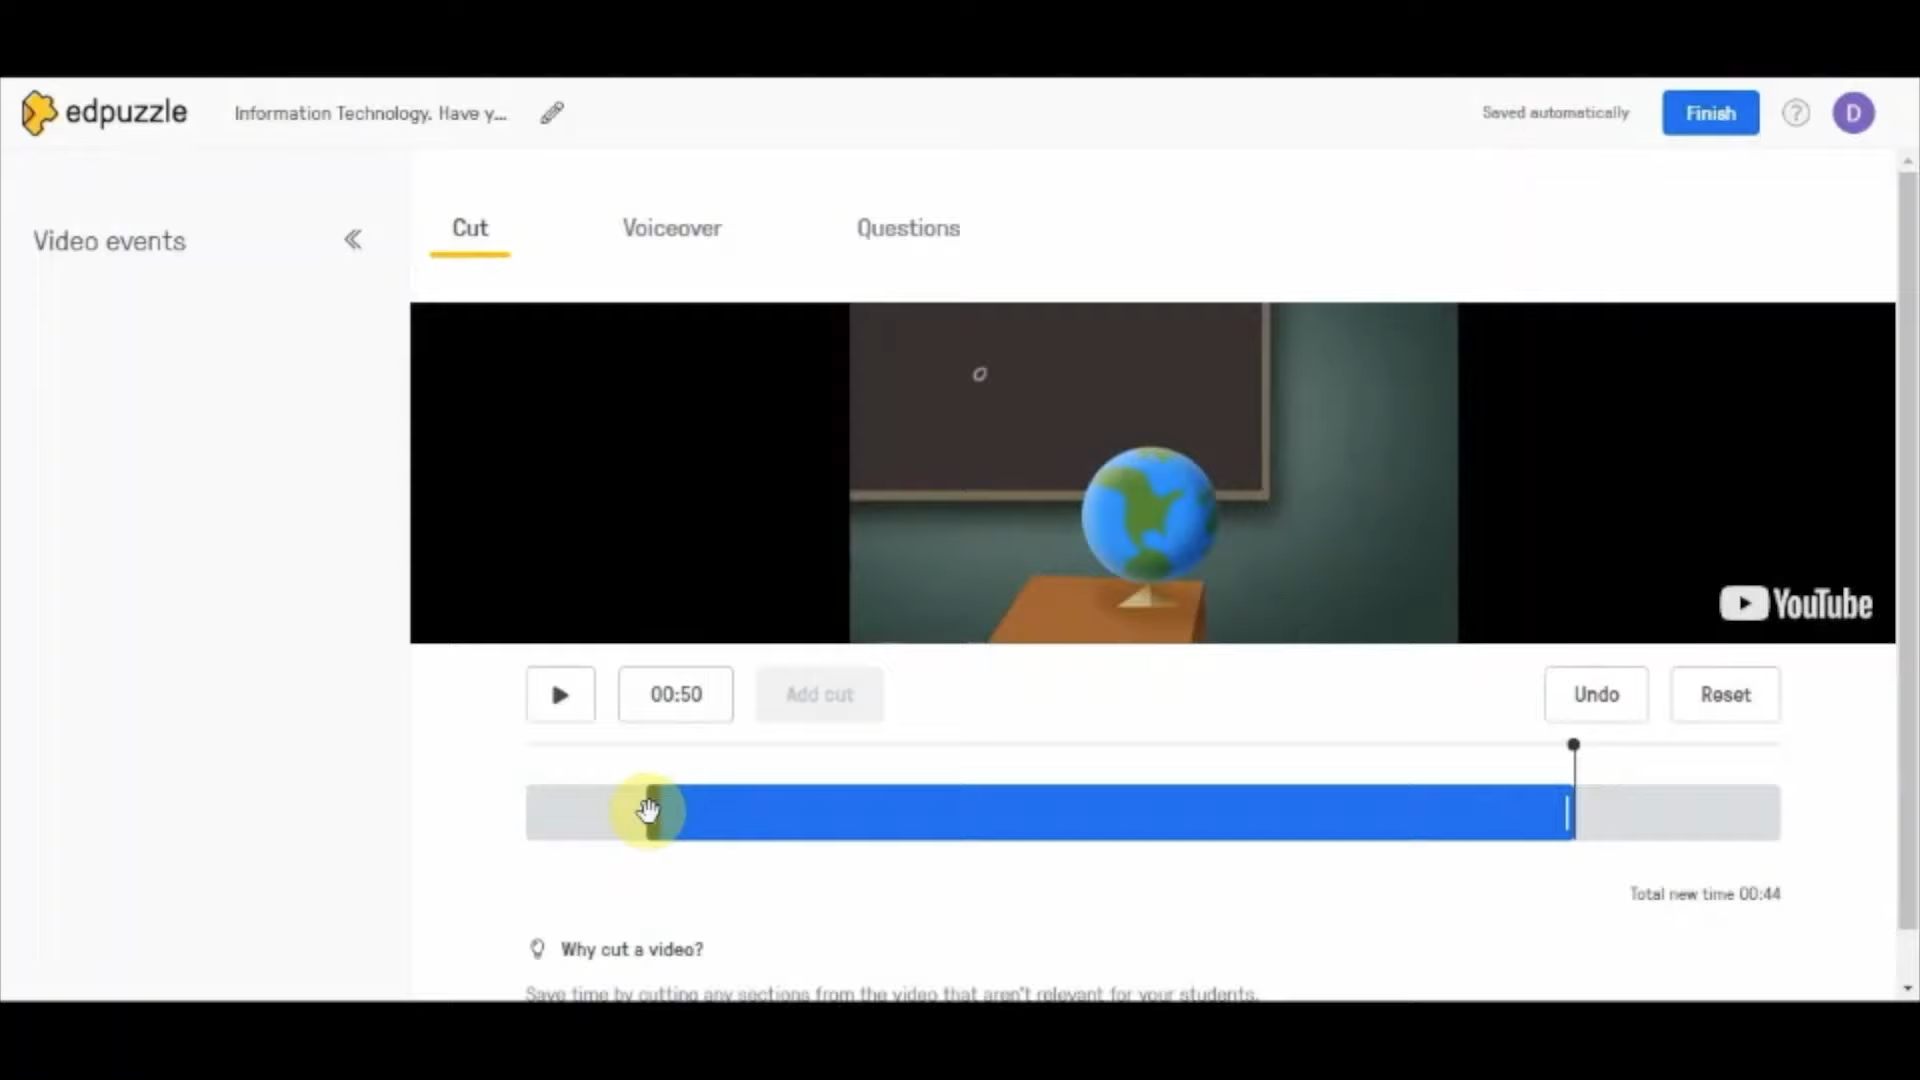 edpuzzle
Information Technology. Have y...
Saved automatically
Finish
?
D
Video events
Cut
Voiceover
Questions
YouTube
00:50
Add cut
Undo
Reset
Total new time 00:44
Why cut a video?
Save time by cutting any sections from the video that aren't relevant for your students.